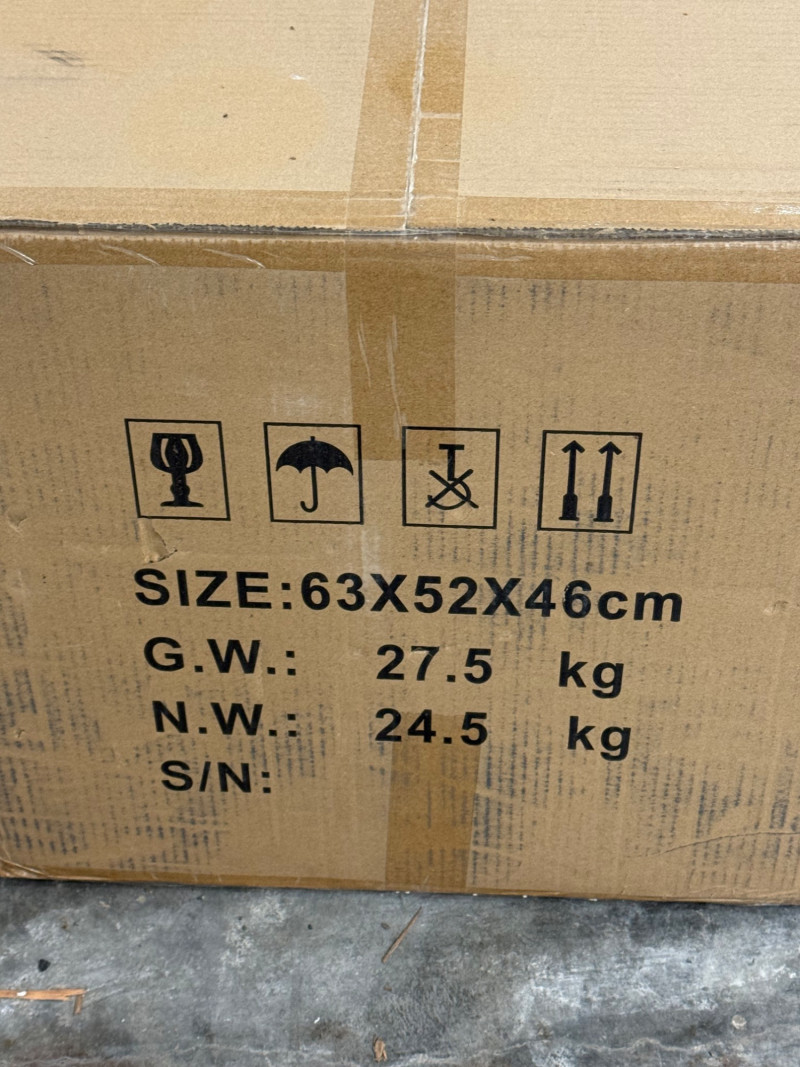 SIZE:63X52X46cm
G.W.: 27.5 kg
N.W.: 24.5 kg
S/N: